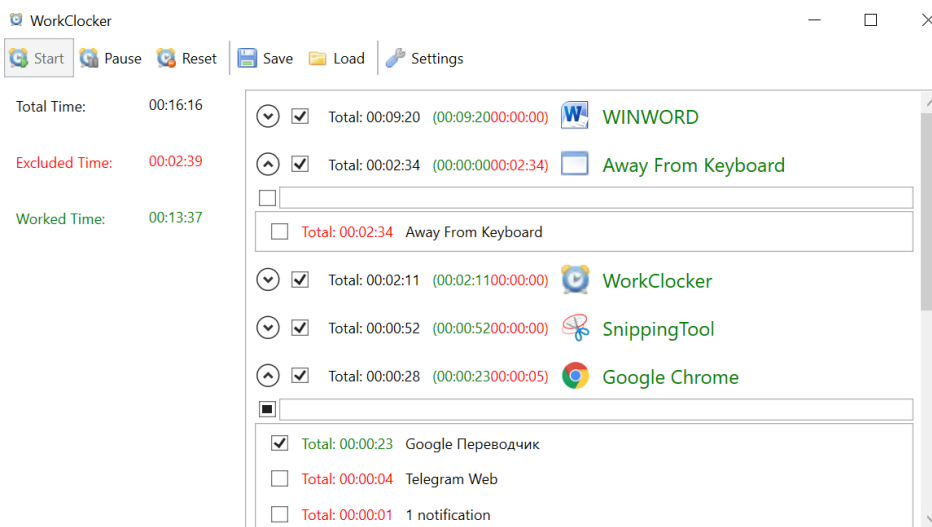 WorkClocker
Start Pause Reset Save Load Settings
Total Time: 00:16:16
Excluded Time: 00:02:39
Worked Time: 00:13:37
Total: 00:09:20 (00:09:2000:00:00) WINWORD
Total: 00:02:34 (00:00:0000:02:34) Away From Keyboard
Total: 00:02:34 Away From Keyboard
Total: 00:02:11 (00:02:1100:00:00) WorkClocker
Total: 00:00:52 (00:00:5200:00:00) SnippingTool
Total: 00:00:28 (00:00:2300:00:05) Google Chrome
Total: 00:00:23 Google Переводчик
Total: 00:00:04 Telegram Web
Total: 00:00:01 1 notification